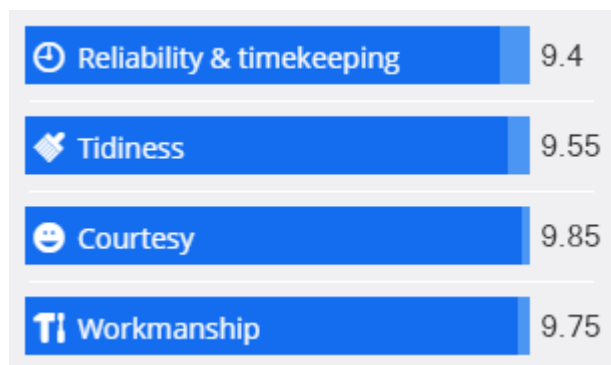 Reliability & timekeeping 9.4
Tidiness 9.55
Courtesy 9.85
Workmanship 9.75